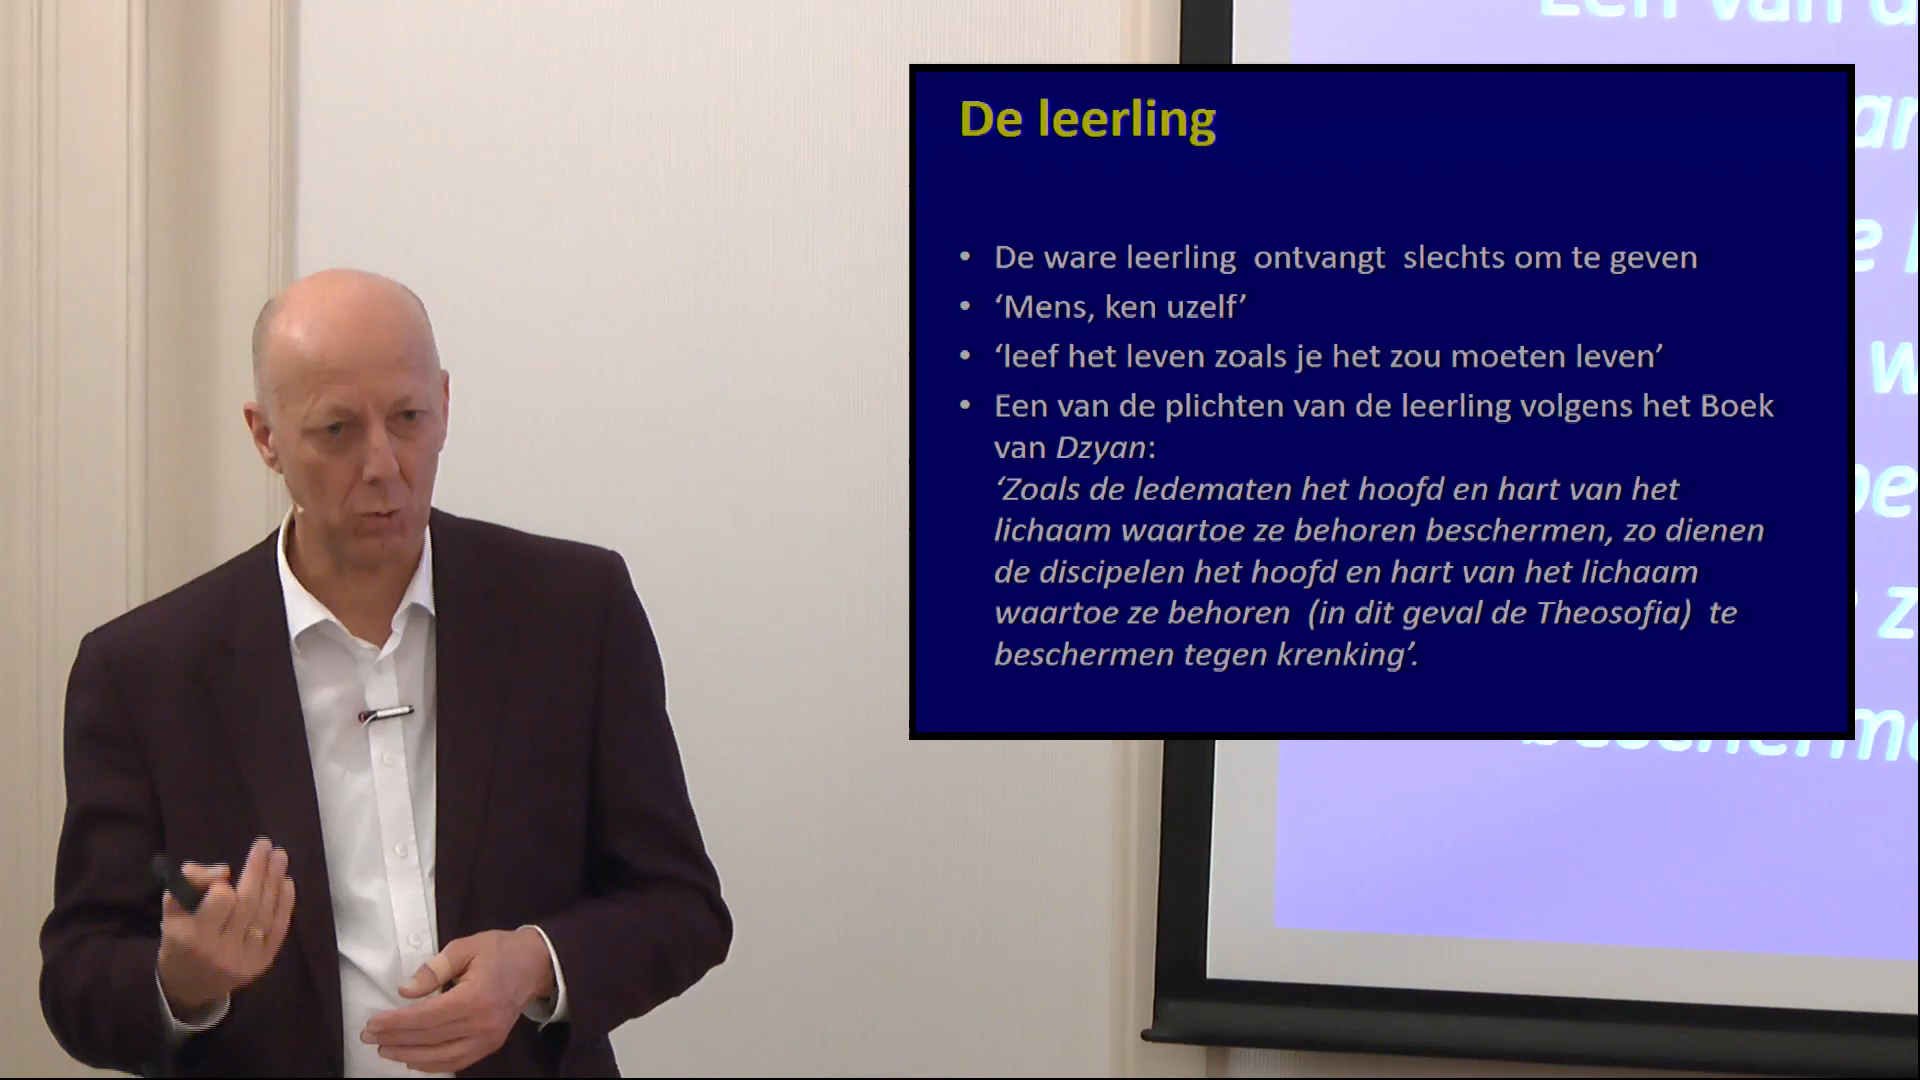 De leerling
• De ware leerling ontvangt slechts om te geven
• ‘Mens, ken uzelf’
• ‘leef het leven zoals je het zou moeten leven’
• Een van de plichten van de leerling volgens het Boek
van Dzyan:
‘Zoals de ledematen het hoofd en hart van het
lichaam waartoe ze behoren beschermen, zo dienen
de discipelen het hoofd en hart van het lichaam
waartoe ze behoren (in dit geval de Theosofia) te
beschermen tegen krenking’.
Een van d